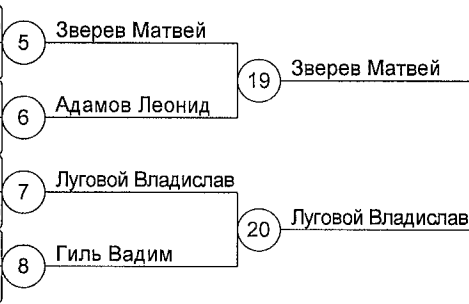 5
Зверев Матвей
19
Зверев Матвей
6
Адамов Леонид
7
Луговой Владислав
20
Луговой Владислав
8
Гиль Вадим